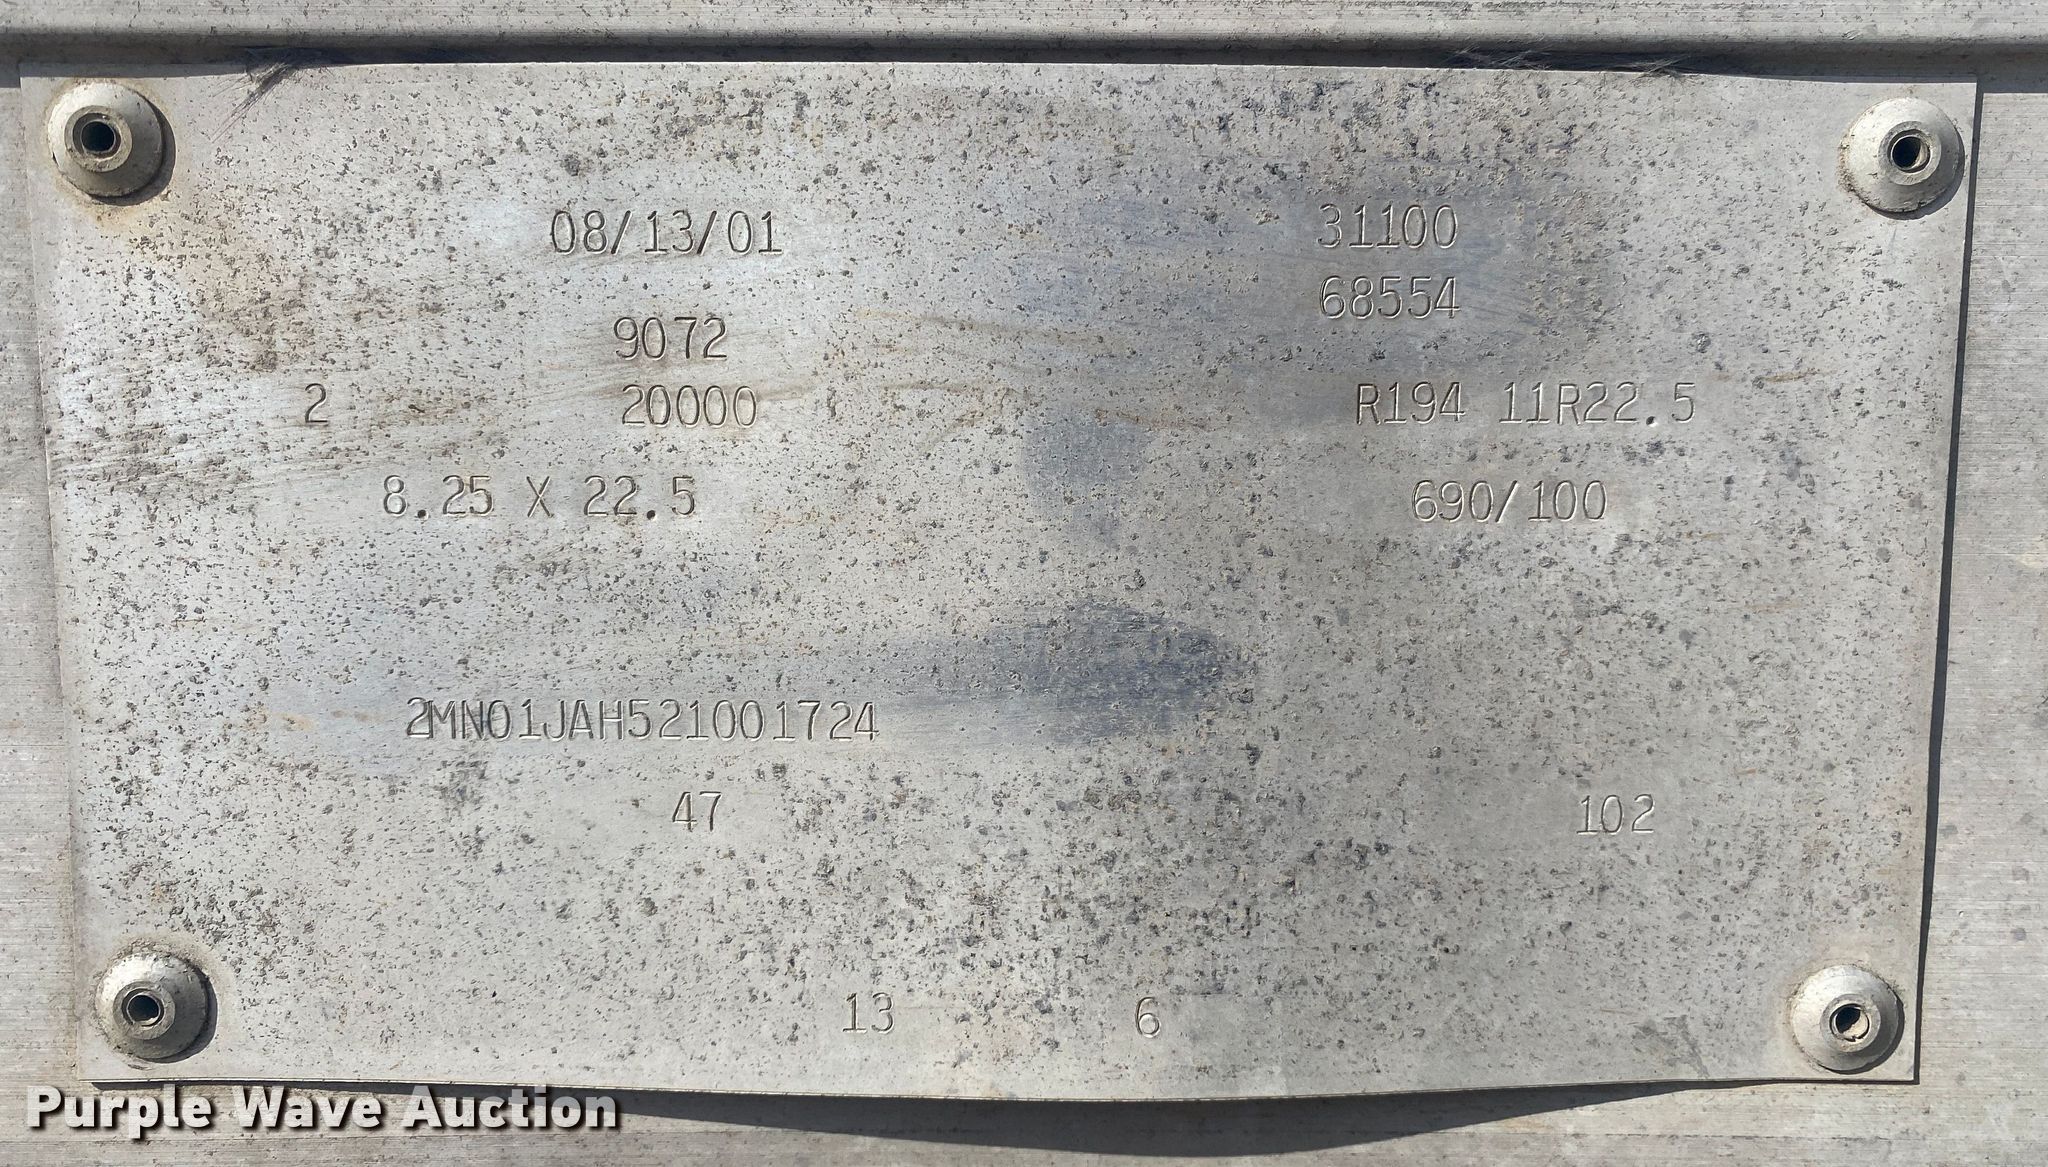 08/13/01 31100
68554
9072
2 20000 R194 11R22.5
8.25 X 22.5 690/100
2MN01JAH521001724
47 102
13 6
Purple Wave Auction